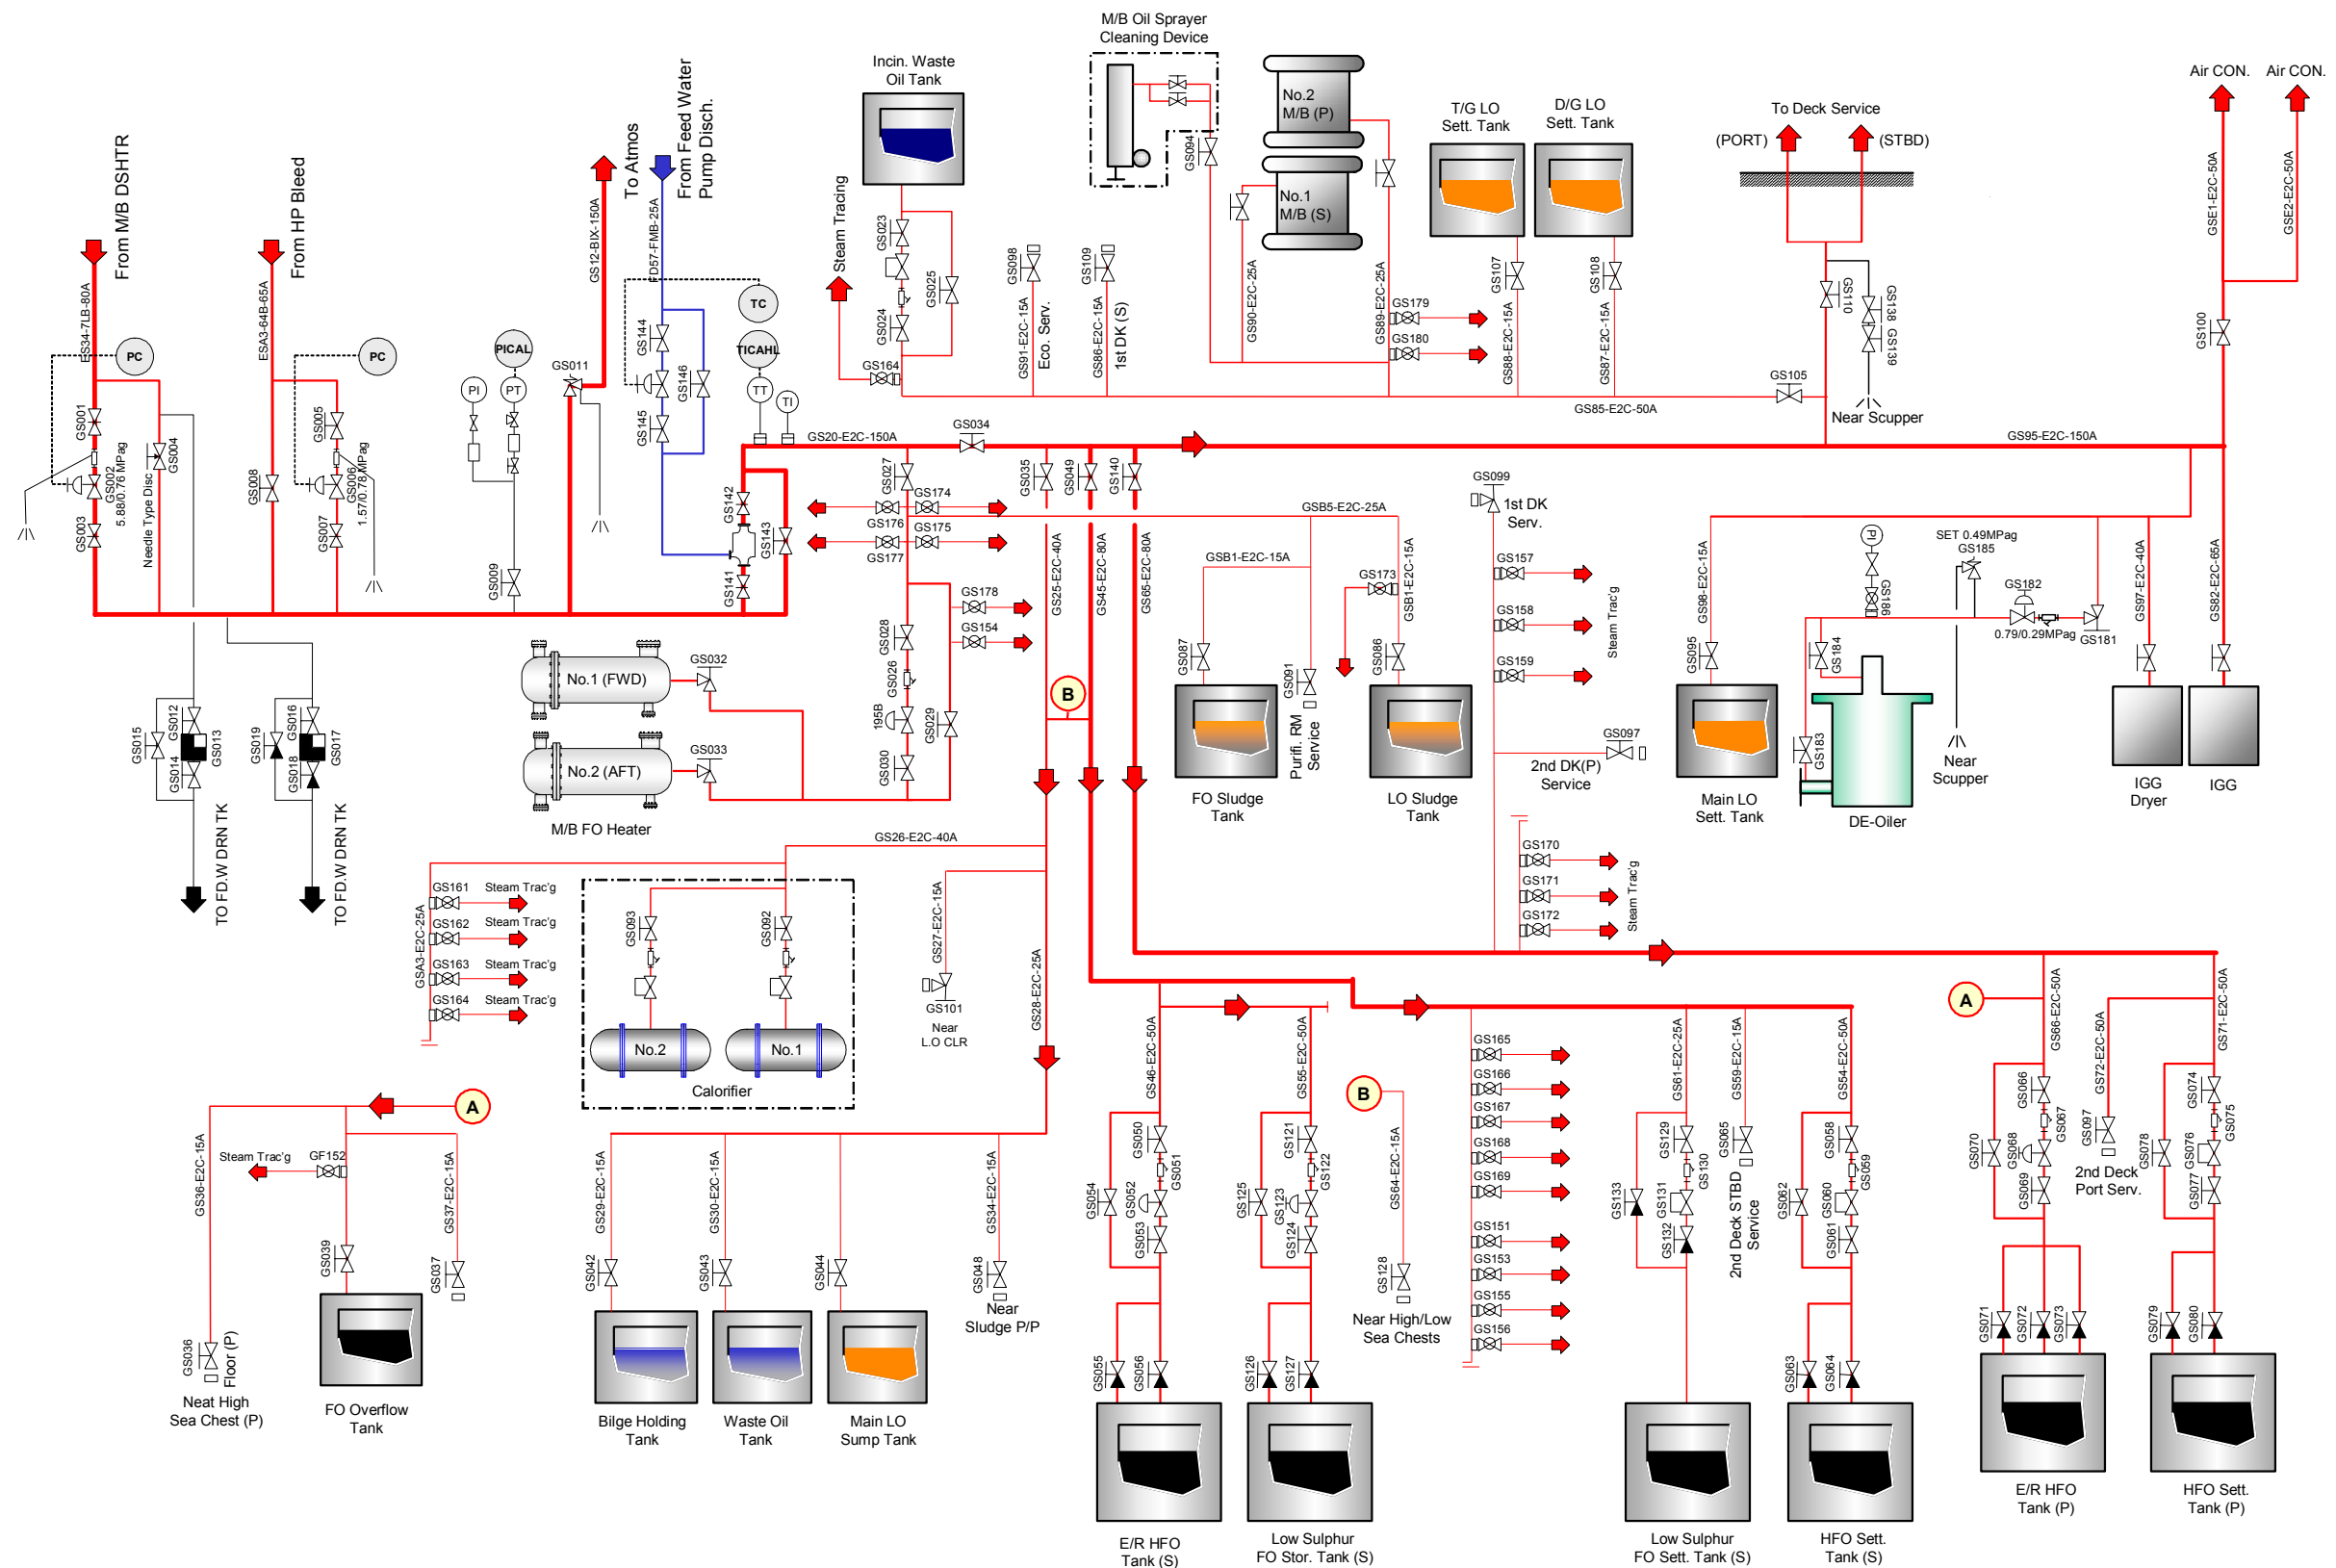 M/B Oil Sprayer
Cleaning Device
Incin. Waste
Oil Tank
No.2
M/B (P)
No.1
M/B (S)
T/G LO
Sett. Tank
D/G LO
Sett. Tank
To Deck Service
(PORT)
(STBD)
Air CON.
Air CON.
From M/B DSHTR
From HP Bleed
To Atmos
From Feed Water
Pump Disch.
Steam Tracing
ES34-7LB-80A
ESA3-64B-65A
GS12-BIX-150A
FD57-FMB-25A
PC
PC
PICAL
PI
PT
TC
TICAHL
TT
TI
GS001
GS002
5.88/0.76 MPag
GS003
GS004
Needle Type Disc
GS005
GS006
1.57/0.78MPag
GS007
GS008
GS009
GS011
GS144
GS145
GS146
GS142
GS143
GS141
GS023
GS024
GS025
GS164
GS098
GS91-E2C-15A
Eco. Serv.
GS109
GS86-E2C-15A
1st DK (S)
GS094
GS90-E2C-25A
GS89-E2C-25A
GS179
GS180
GS107
GS88-E2C-15A
GS108
GS87-E2C-15A
GS85-E2C-50A
GS105
GS110
GS138
GS139
Near Scupper
GSE1-E2C-50A
GSE2-E2C-50A
GS100
GS95-E2C-150A
GS20-E2C-150A
GS034
GS027
GS035
GS049
GS140
GS174
GS176
GS175
GS177
GS178
GS154
GS028
GS026
195B
GS029
GS030
GS25-E2C-40A
GS45-E2C-80A
GS65-E2C-80A
B
GSB5-E2C-25A
GSB1-E2C-15A
GSB1-E2C-15A
GS173
GS087
GS091
GS086
Purifi. RM
Service
FO Sludge
Tank
LO Sludge
Tank
GS099
1st DK
Serv.
GS157
GS158
GS159
Steam Trac'g
GS097
2nd DK(P)
Service
GS170
GS171
GS172
Steam Trac'g
GS98-E2C-15A
GS095
Main LO
Sett. Tank
PI
GS186
SET 0.49MPag
GS185
GS182
0.79/0.29MPag
GS181
GS184
GS183
DE-Oiler
Near
Scupper
GS97-E2C-40A
GS82-E2C-65A
IGG
Dryer
IGG
GS015
GS012
GS013
GS014
GS019
GS016
GS017
GS018
TO FD.W DRN TK
TO FD.W DRN TK
No.1 (FWD)
GS032
No.2 (AFT)
GS033
M/B FO Heater
GS26-E2C-40A
GSA3-E2C-25A
GS161
Steam Trac'g
GS162
Steam Trac'g
GS163
Steam Trac'g
GS164
Steam Trac'g
GS093
GS092
No.2
No.1
Calorifier
GS27-E2C-15A
GS101
Near
L.O CLR
GS28-E2C-25A
A
GS36-E2C-15A
Steam Trac'g
GF152
GS37-E2C-15A
GS039
GS037
GS036
Floor (P)
Neat High
Sea Chest (P)
FO Overflow
Tank
GS29-E2C-15A
GS30-E2C-15A
GS34-E2C-15A
GS042
GS043
GS044
GS048
Near
Sludge P/P
Bilge Holding
Tank
Waste Oil
Tank
Main LO
Sump Tank
GS46-E2C-50A
GS55-E2C-50A
GS050
GS051
GS052
GS053
GS054
GS055
GS056
E/R HFO
Tank (S)
GS121
GS122
GS123
GS124
GS125
GS126
GS127
Low Sulphur
FO Stor. Tank (S)
B
GS64-E2C-15A
GS128
Near High/Low
Sea Chests
GS165
GS166
GS167
GS168
GS169
GS151
GS153
GS155
GS156
GS61-E2C-25A
GS59-E2C-15A
GS54-E2C-50A
GS129
GS130
GS131
GS132
GS133
GS065
2nd Deck STBD
Service
Low Sulphur
FO Sett. Tank (S)
GS058
GS059
GS060
GS061
GS062
GS063
GS064
HFO Sett.
Tank (S)
A
GS66-E2C-50A
GS72-E2C-50A
GS71-E2C-50A
GS066
GS067
GS068
GS069
GS070
GS071
GS072
GS073
E/R HFO
Tank (P)
GS097
2nd Deck
Port Serv.
GS074
GS075
GS076
GS077
GS078
GS079
GS080
HFO Sett.
Tank (P)